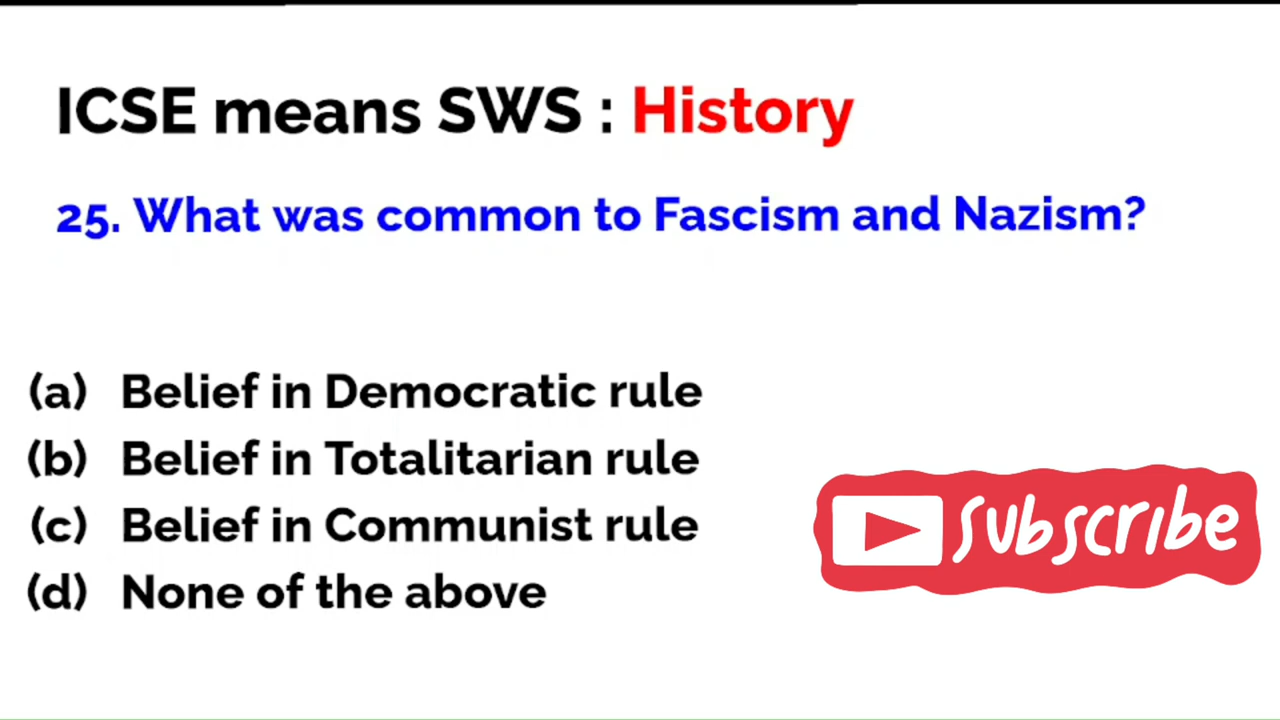 ICSE means SWS : History
25. What was common to Fascism and Nazism?
(a) Belief in Democratic rule
(b) Belief in Totalitarian rule
(c) Belief in Communist rule
(d) None of the above
Subscribe